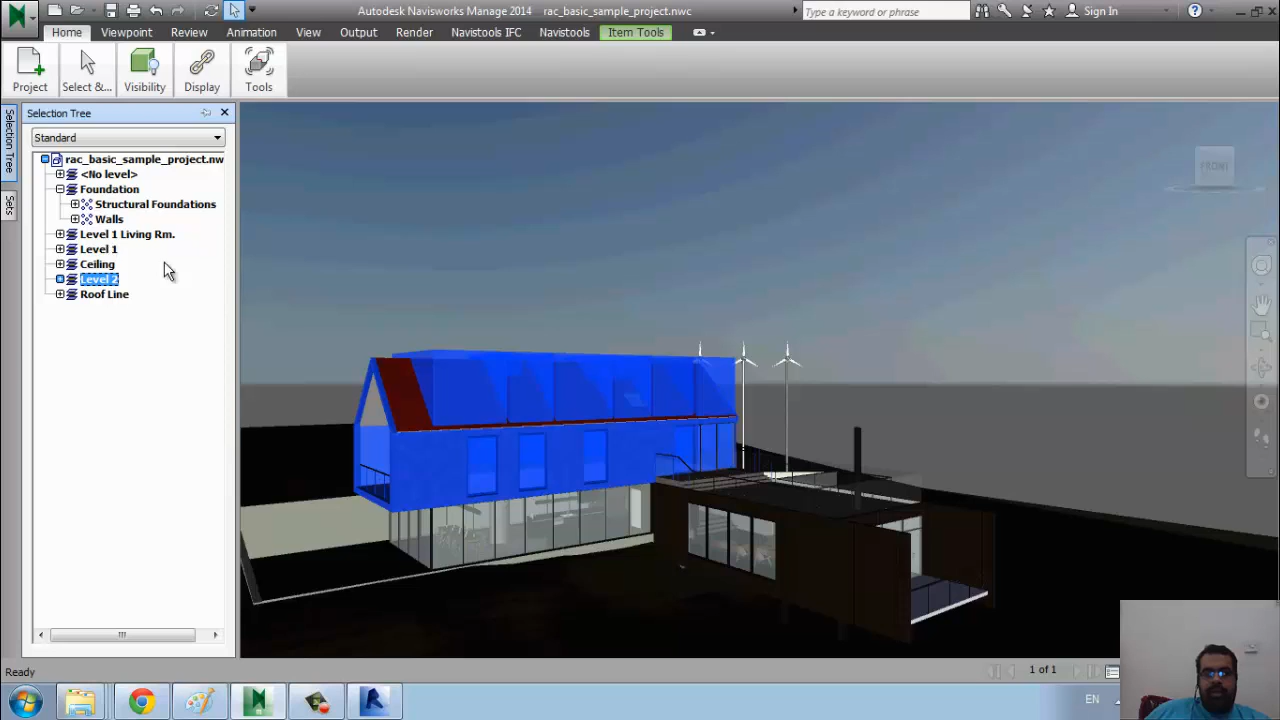 Autodesk Navisworks Manage 2014 rac_basic_sample_project.nwc
Type a keyword or phrase
Sign In
Home Viewpoint Review Animation View Output Render Navistools IFC Navistools Item Tools
Project Select &... Visibility Display Tools
Selection Tree
Selection Tree
Sets
Standard
rac_basic_sample_project.nw
<No level>
Foundation
Structural Foundations
Walls
Level 1 Living Rm.
Level 1
Ceiling
Level 2
Roof Line
FRONT
Ready
1 of 1
EN